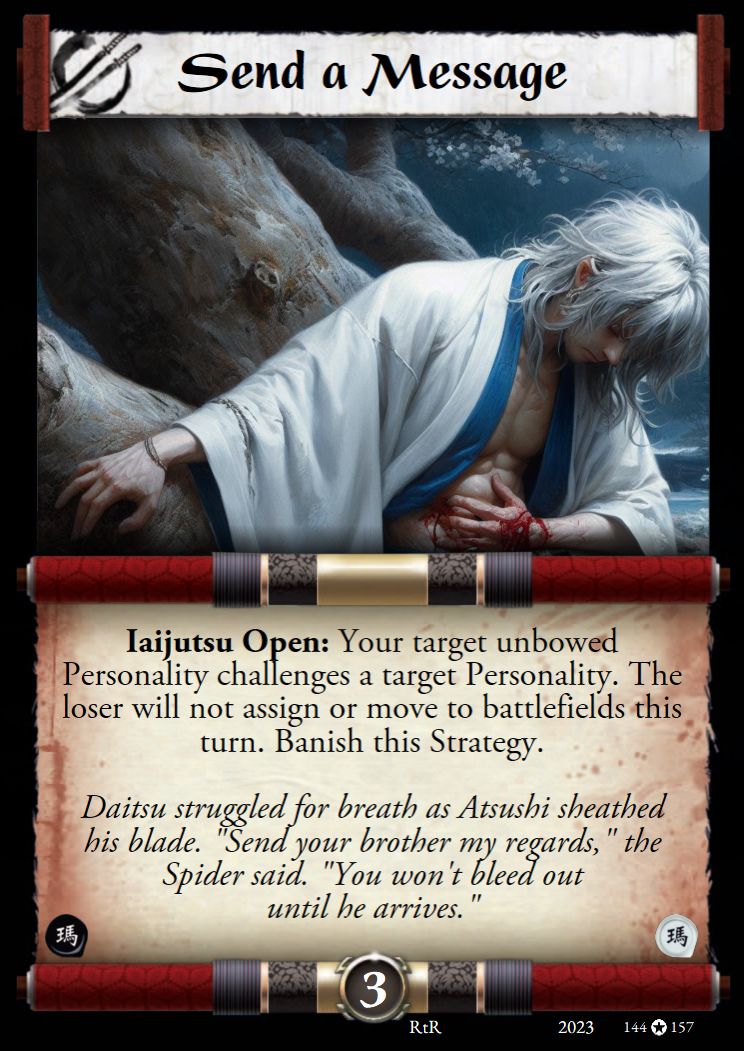 Send a Message
Iaijutsu Open: Your target unbowed
Personality challenges a target Personality. The
loser will not assign or move to battlefields this
turn. Banish this Strategy.
Daitsu struggled for breath as Atsushi sheathed
his blade. "Send your brother my regards," the
Spider said. "You won't bleed out
until he arrives."
瑪 瑪
3
RtR 2023 144 ✪ 157